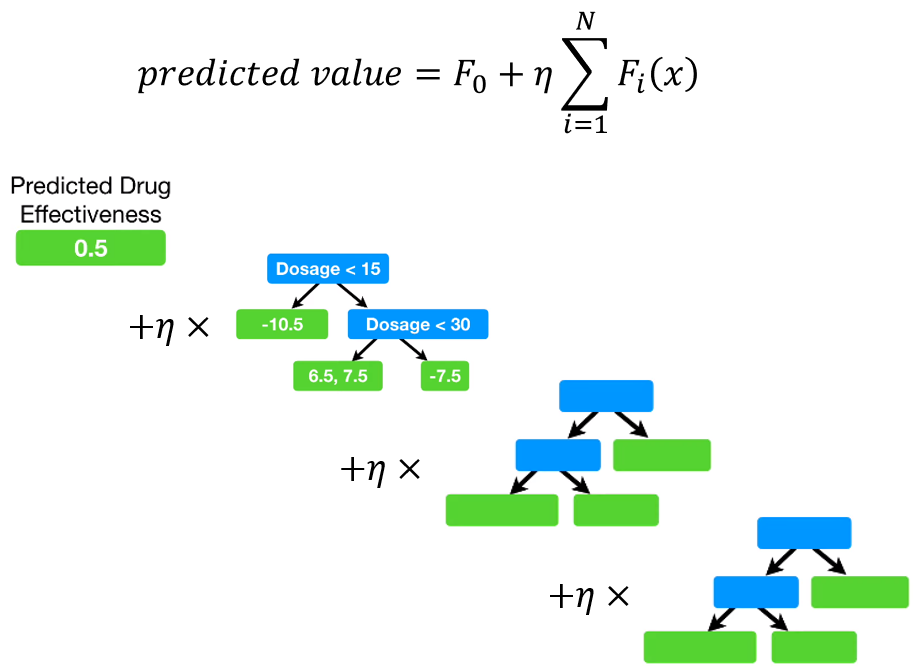 predicted value = F₀ + η ∑ᵢ₌₁ᴺ Fᵢ(x)
Predicted Drug
Effectiveness
0.5
Dosage < 15
+η ×
-10.5
Dosage < 30
6.5, 7.5
-7.5
+η ×
+η ×